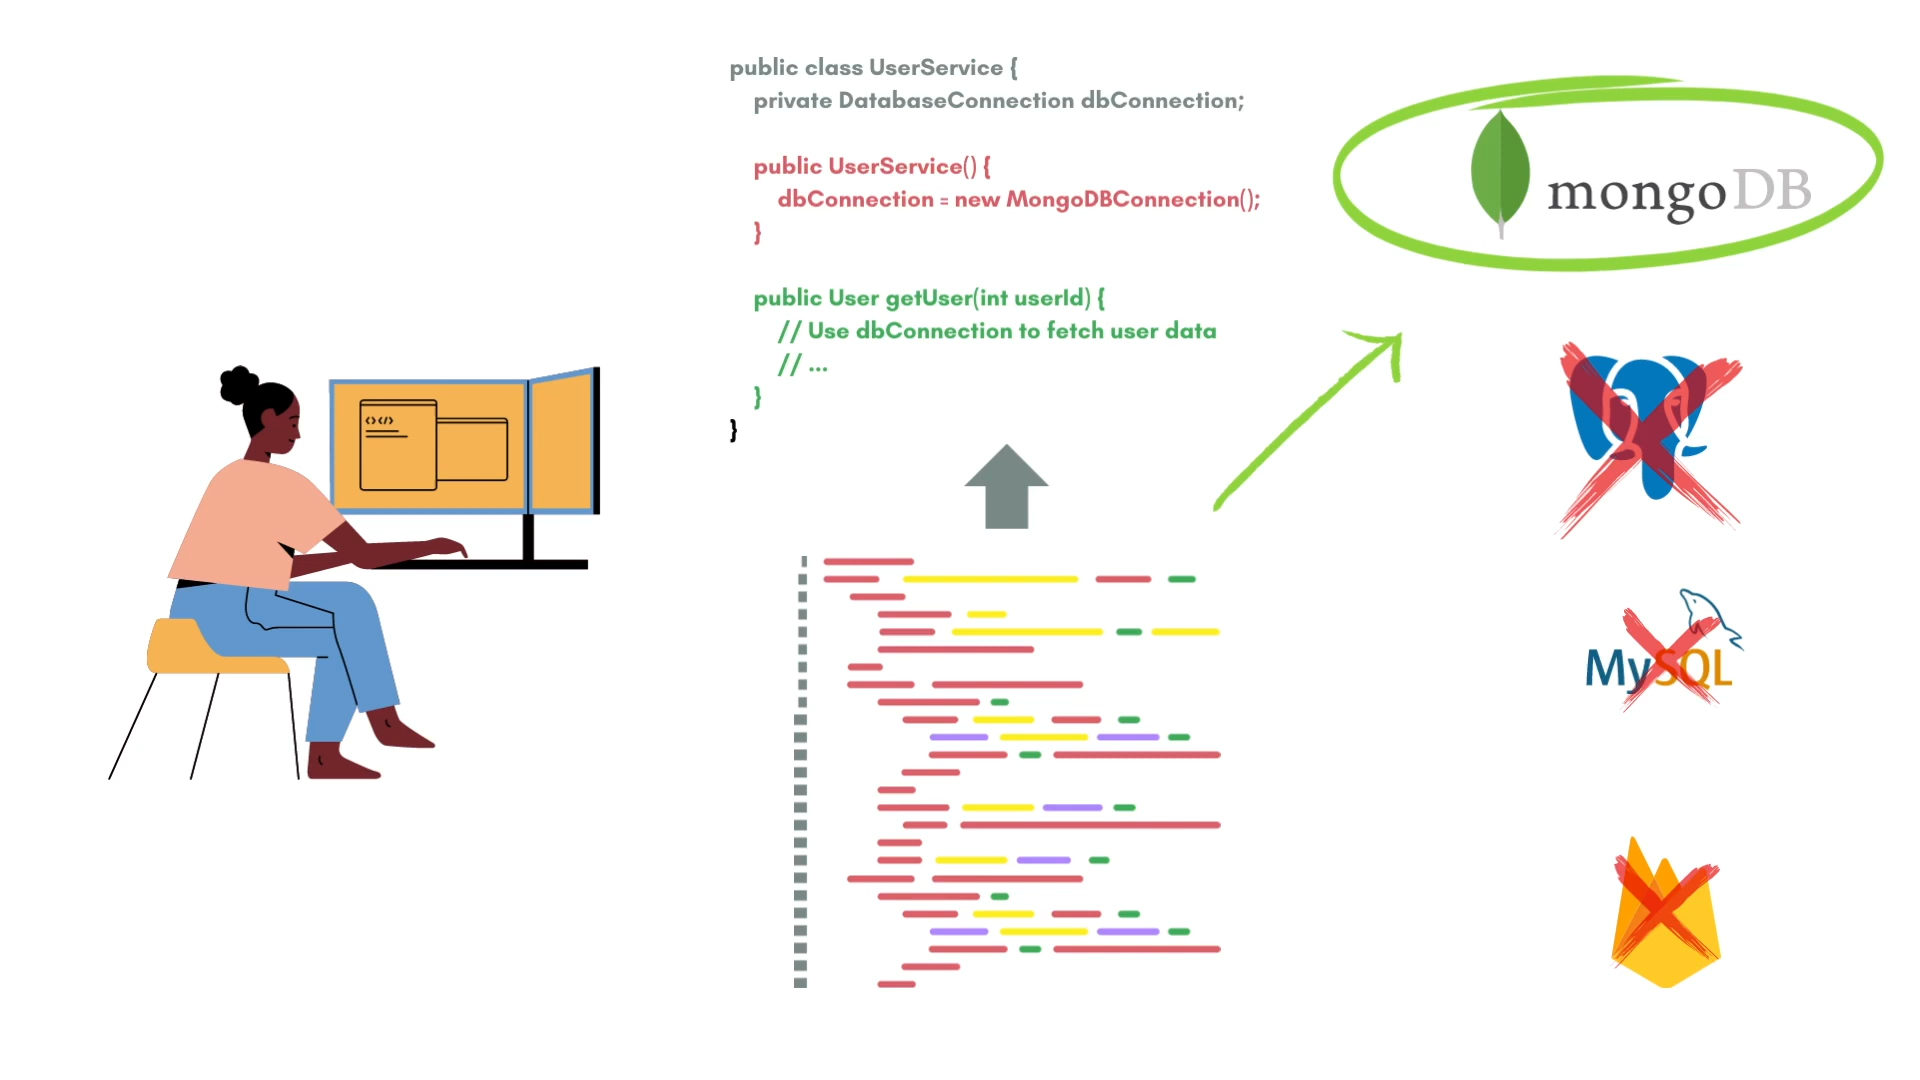 public class UserService {
private DatabaseConnection dbConnection;
public UserService() {
dbConnection = new MongoDBConnection();
}
public User getUser(int userId) {
// Use dbConnection to fetch user data
// ...
}
}
mongoDB
<></>
MySQL